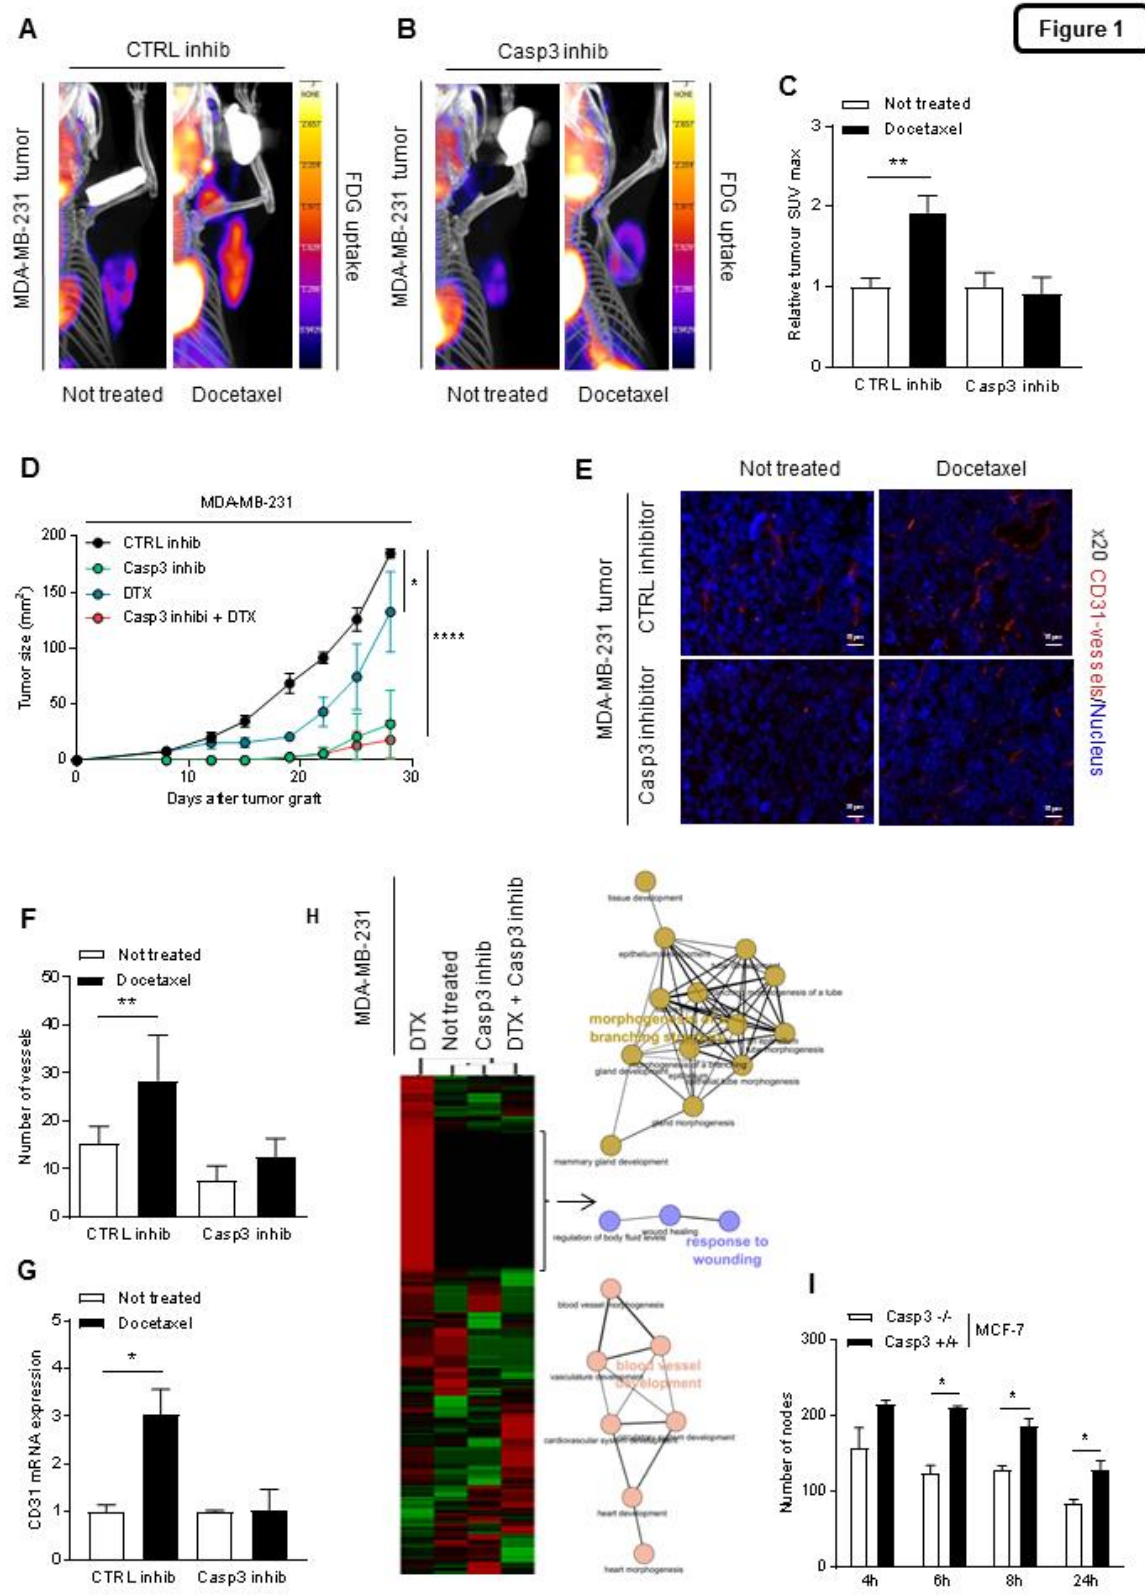 Figure 1
A
CTRL inhib
MDA-MB-231 tumor
NONE
FDG uptake
Not treated
Docetaxel
B
Casp3 inhib
MDA-MB-231 tumor
NONE
FDG uptake
Not treated
Docetaxel
C
Not treated
Docetaxel
Relative tumour SUV max
3
2
1
0
**
CTRL inhib
Casp3 inhib
D
MDA-MB-231
CTRL inhib
Casp3 inhib
DTX
Casp3 inhibi + DTX
Tumor size (mm²)
200
150
100
50
0
0 10 20 30
Days after tumor graft
*
****
E
Not treated
Docetaxel
MDA-MB-231 tumor
CTRL inhibitor
Casp3 inhibitor
x20 CD31-vessels/Nucleus
F
Not treated
Docetaxel
Number of vessels
50
40
30
20
10
0
**
CTRL inhib
Casp3 inhib
G
Not treated
Docetaxel
CD31 mRNA expression
5
4
3
2
1
0
*
CTRL inhib
Casp3 inhib
H
MDA-MB-231
DTX
Not treated
Casp3 inhib
DTX + Casp3 inhib
tissue development
morphogenesis
gland development
gland morphogenesis
mammary gland development
regulation of body fluid levels
wound healing
response to
wounding
blood vessel morphogenesis
blood vessel
development
vasculature development
heart development
heart morphogenesis
I
Casp3 -/-
Casp3 +/+
MCF-7
Number of nodes
300
200
100
0
*
*
*
4h 6h 8h 24h